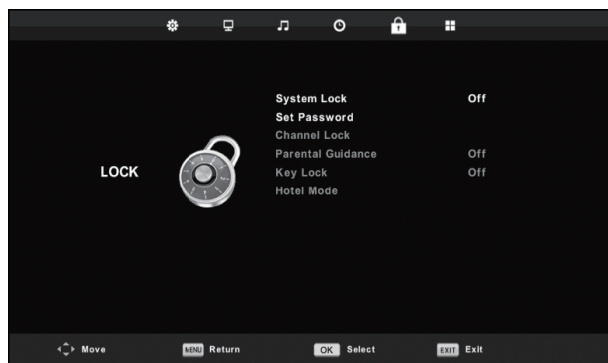 System Lock Off
Set Password
Channel Lock
Parental Guidance Off
Key Lock Off
Hotel Mode
LOCK
Move MENU Return OK Select EXIT Exit